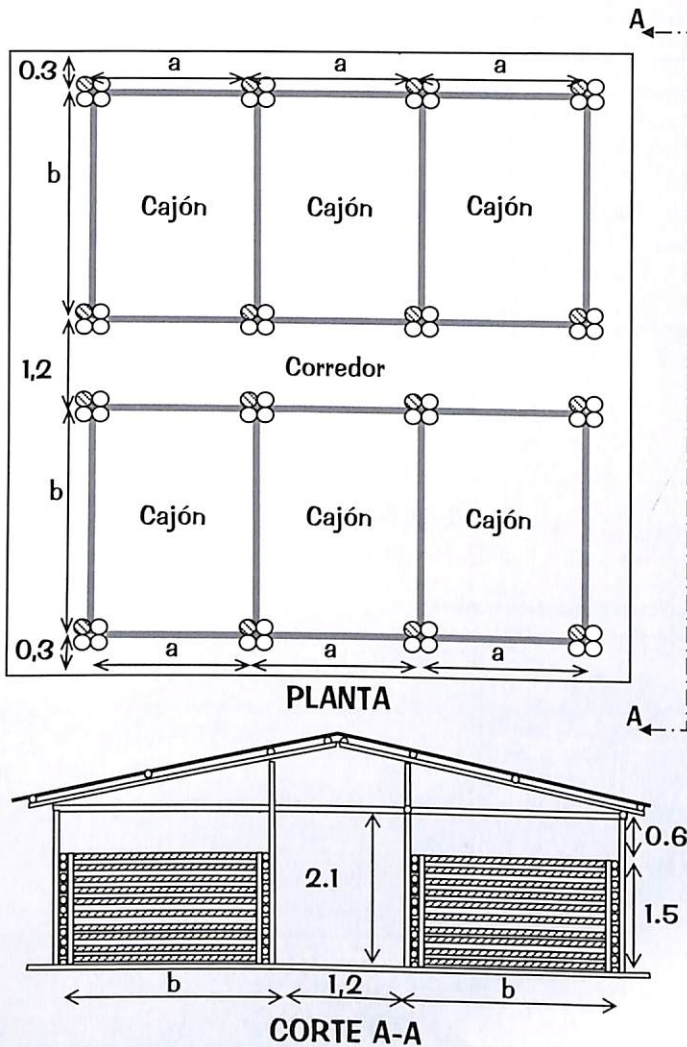 A
0.3
a a a
b
Cajón Cajón Cajón
1,2
Corredor
b
Cajón Cajón Cajón
0,3
a a a
PLANTA
A
0.6
2.1
1.5
b 1,2 b
CORTE A-A